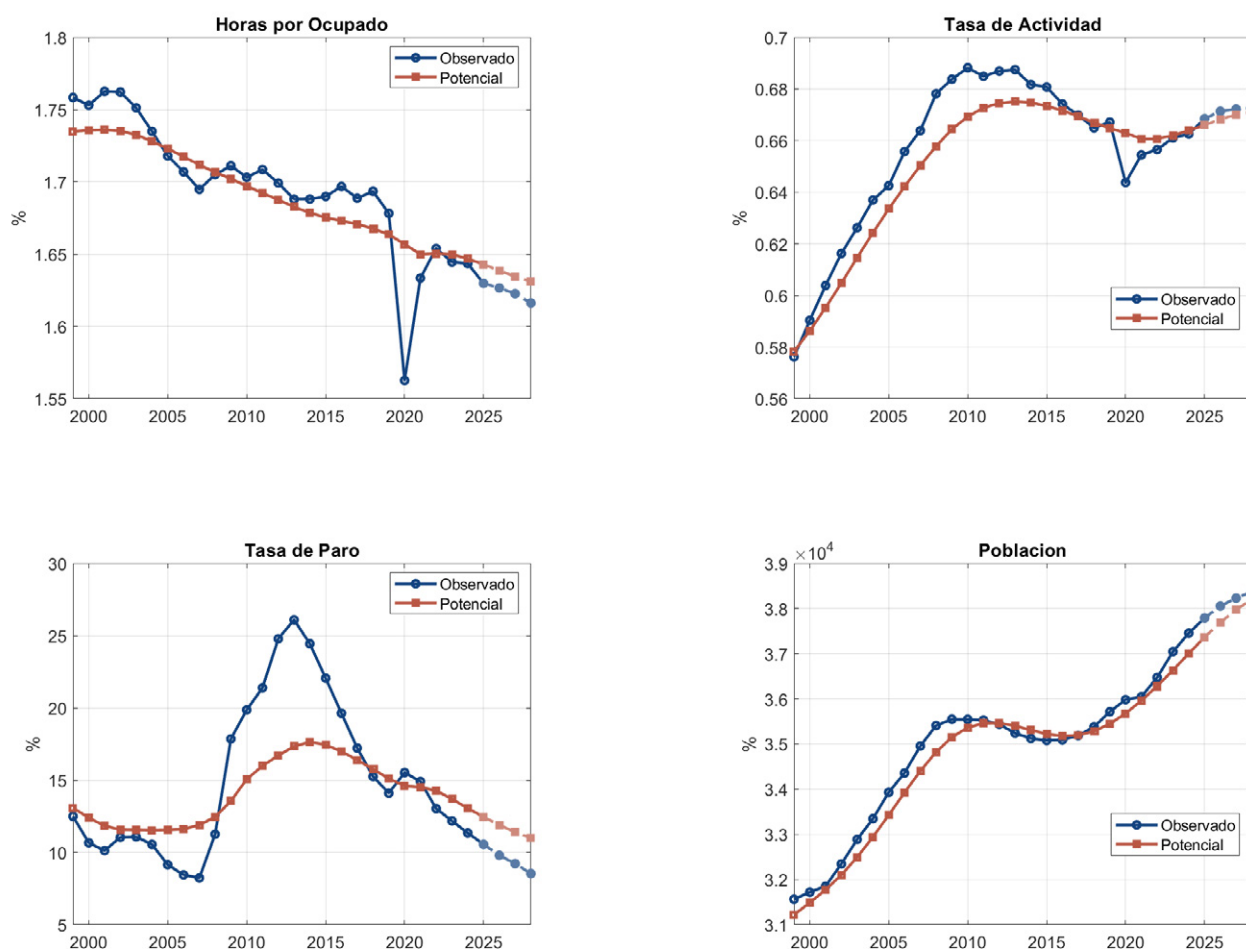 Horas por Ocupado
1.8
1.75
1.7
1.65
1.6
1.55
%
2000 2005 2010 2015 2020 2025
Observado
Potencial
Tasa de Actividad
0.7
0.68
0.66
0.64
0.62
0.6
0.58
0.56
%
2000 2005 2010 2015 2020 2025
Observado
Potencial
Tasa de Paro
30
25
20
15
10
5
%
2000 2005 2010 2015 2020 2025
Observado
Potencial
Poblacion
×10⁴
3.9
3.8
3.7
3.6
3.5
3.4
3.3
3.2
3.1
%
2000 2005 2010 2015 2020 2025
Observado
Potencial